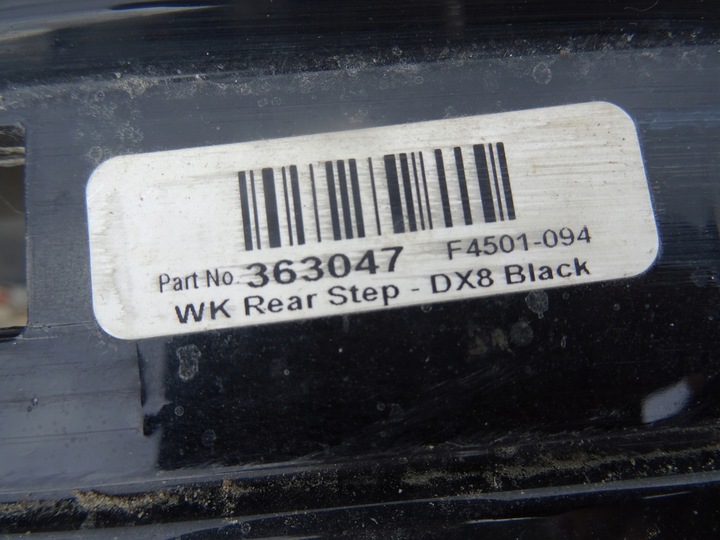 Part No. 363047 F4501-094
WK Rear Step - DX8 Black